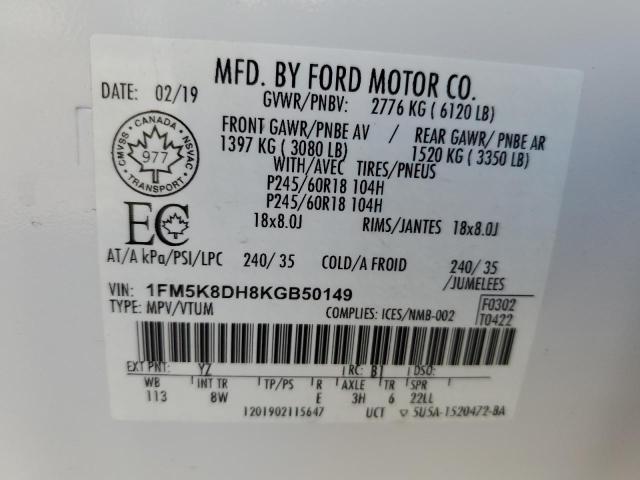 MFD. BY FORD MOTOR CO.
DATE: 02/19
GVWR/PNBV: 2776 KG ( 6120 LB)
FRONT GAWR/PNBE AV / REAR GAWR/ PNBE AR
1397 KG ( 3080 LB) 1520 KG ( 3350 LB)
WITH/AVEC TIRES/PNEUS
P245/60R18 104H
P245/60R18 104H
18x8.0J RIMS/JANTES 18x8.0J
CMVSS · CANADA · NSVAC
977
TRANSPORT
EC
AT/A kPa/PSI/LPC 240/ 35 COLD/A FROID 240/ 35
/JUMELEES
VIN: 1FM5K8DH8KGB50149
F0302
TYPE: MPV/VTUM COMPLIES: ICES/NMB-002
T0422
EXT PNT: YZ RC: B1 DSO:
WB INT TR TP/PS R AXLE TR SPR
113 8W E 3H 6 22LL
1201902115647 UCT ▽ 5U5A-1520472-BA